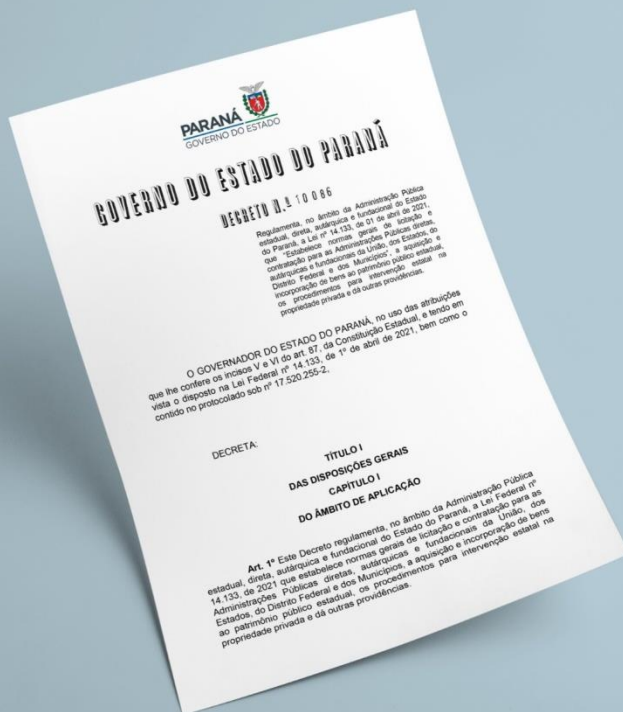 PARANÁ
GOVERNO DO ESTADO
GOVERNO DO ESTADO DO PARANÁ
DECRETO N.º 10086
Regulamenta, no âmbito da Administração Pública
estadual, direta, autárquica e fundacional do Estado
do Paraná, a Lei nº 14.133, de 01 de abril de 2021,
que "Estabelece normas gerais de licitação e
contratação para as Administrações Públicas diretas,
autárquicas e fundacionais da União, dos Estados, do
Distrito Federal e dos Municípios", a aquisição e
incorporação de bens ao patrimônio público estadual,
os procedimentos para intervenção estatal na
propriedade privada e dá outras providências.
O GOVERNADOR DO ESTADO DO PARANÁ, no uso das atribuições
que lhe confere os incisos V e VI do art. 87, da Constituição Estadual, e tendo em
vista o disposto na Lei Federal nº 14.133, de 1º de abril de 2021, bem como o
contido no protocolado sob nº 17.520.255-2,
DECRETA:
TÍTULO I
DAS DISPOSIÇÕES GERAIS
CAPÍTULO I
DO ÂMBITO DE APLICAÇÃO
Art. 1º Este Decreto regulamenta, no âmbito da Administração Pública
estadual, direta, autárquica e fundacional do Estado do Paraná, a Lei Federal nº
14.133, de 2021 que estabelece normas gerais de licitação e contratação para as
Administrações Públicas diretas, autárquicas e fundacionais da União, dos
Estados, do Distrito Federal e dos Municípios, a aquisição e incorporação de bens
ao patrimônio público estadual, os procedimentos para intervenção estatal na
propriedade privada e dá outras providências.